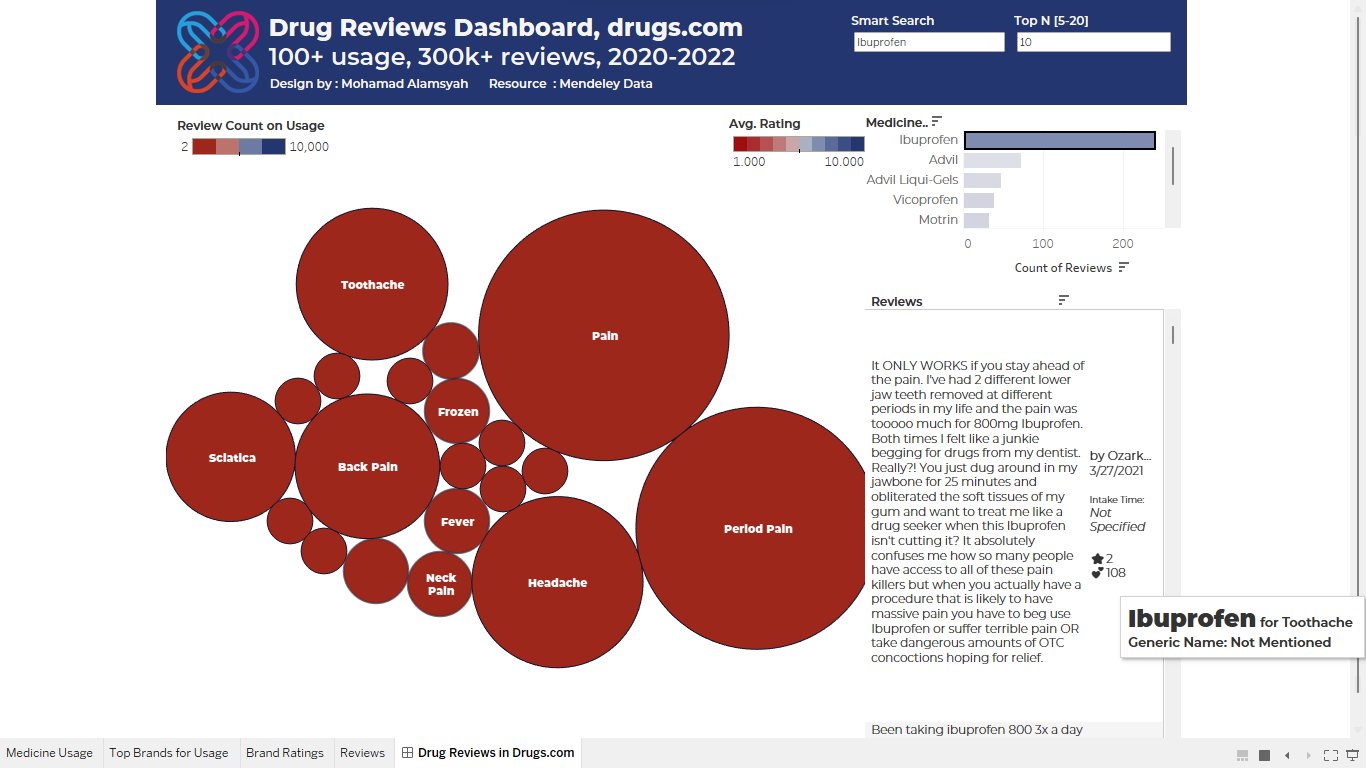 Drug Reviews Dashboard, drugs.com
100+ usage, 300k+ reviews, 2020-2022
Design by : Mohamad Alamsyah Resource : Mendeley Data
Smart Search
Ibuprofen
Top N [5-20]
10
Review Count on Usage
2 10,000
Avg. Rating
1.000 10.000
Medicine..
Ibuprofen
Advil
Advil Liqui-Gels
Vicoprofen
Motrin
0 100 200
Count of Reviews
Toothache
Pain
Frozen
Sciatica
Back Pain
Fever
Period Pain
Neck
Pain
Headache
Reviews
It ONLY WORKS if you stay ahead of
the pain. I've had 2 different lower
jaw teeth removed at different
periods in my life and the pain was
tooooo much for 800mg Ibuprofen.
Both times I felt like a junkie
begging for drugs from my dentist.
Really?! You just dug around in my
jawbone for 25 minutes and
obliterated the soft tissues of my
gum and want to treat me like a
drug seeker when this Ibuprofen
isn't cutting it? It absolutely
confuses me how so many people
have access to all of these pain
killers but when you actually have a
procedure that is likely to have
massive pain you have to beg use
Ibuprofen or suffer terrible pain OR
take dangerous amounts of OTC
concoctions hoping for relief.
by Ozark...
3/27/2021
Intake Time:
Not
Specified
2
108
Ibuprofen for Toothache
Generic Name: Not Mentioned
Been taking ibuprofen 800 3x a day
Medicine Usage
Top Brands for Usage
Brand Ratings
Reviews
Drug Reviews in Drugs.com